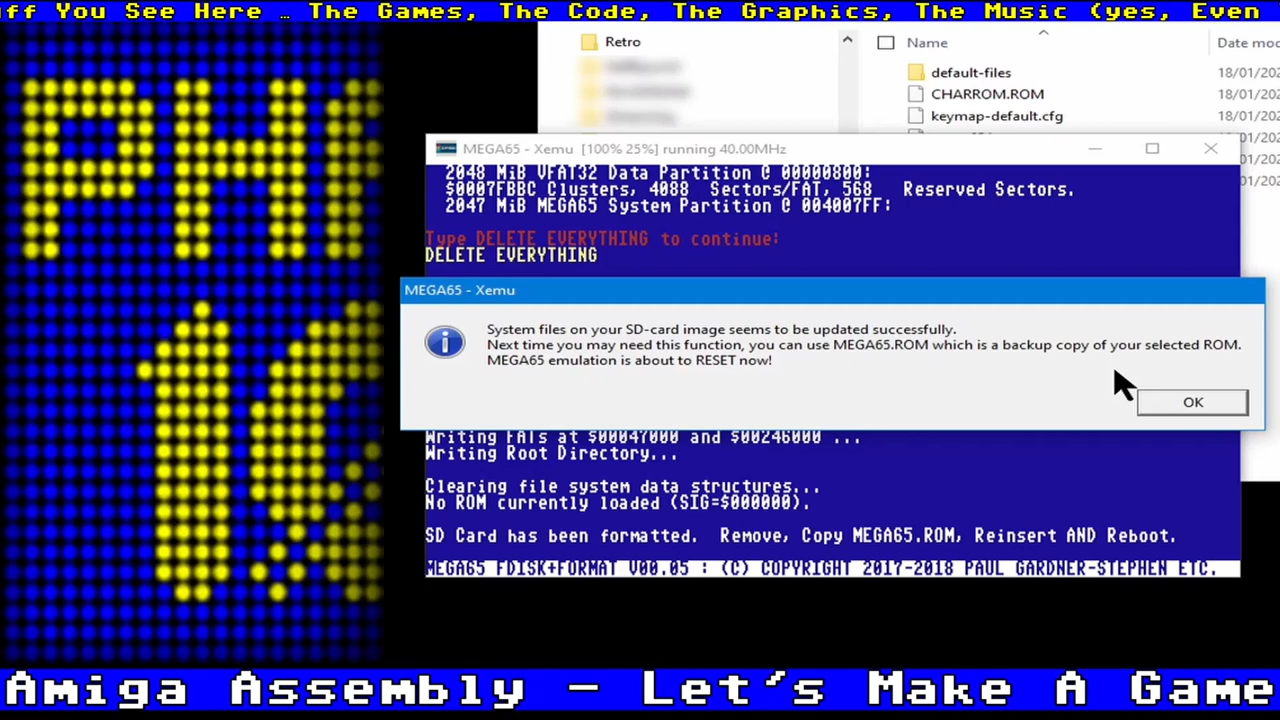 uff You See Here … The Games, The Code, The Graphics, The Music (yes, Even
Retro
Name
Date mod
default-files
18/01/202
CHARROM.ROM
18/01/202
keymap-default.cfg
18/01/202
MEGA65 - Xemu [100% 25%] running 40.00MHz
2048 MiB VFAT32 Data Partition @ 00000800:
$0007FBBC Clusters, 4088 Sectors/FAT, 568 Reserved Sectors.
2047 MiB MEGA65 System Partition @ 004007FF:
Type DELETE EVERYTHING to continue:
DELETE EVERYTHING
MEGA65 - Xemu
System files on your SD-card image seems to be updated successfully.
Next time you may need this function, you can use MEGA65.ROM which is a backup copy of your selected ROM.
MEGA65 emulation is about to RESET now!
OK
Writing FATs at $00047000 and $00246000 ...
Writing Root Directory...
Clearing file system data structures...
No ROM currently loaded (SIG=$000000).
SD Card has been formatted. Remove, Copy MEGA65.ROM, Reinsert AND Reboot.
MEGA65 FDISK+FORMAT V00.05 : (C) COPYRIGHT 2017-2018 PAUL GARDNER-STEPHEN ETC.
Amiga Assembly - Let's Make A Game